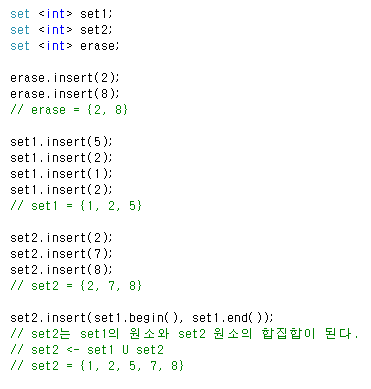 set <int> set1;
set <int> set2;
set <int> erase;
erase.insert(2);
erase.insert(8);
// erase = {2, 8}
set1.insert(5);
set1.insert(2);
set1.insert(1);
set1.insert(2);
// set1 = {1, 2, 5}
set2.insert(2);
set2.insert(7);
set2.insert(8);
// set2 = {2, 7, 8}
set2.insert(set1.begin(), set1.end());
// set2는 set1의 원소와 set2 원소의 합집합이 된다.
// set2 <- set1 U set2
// set2 = {1, 2, 5, 7, 8}